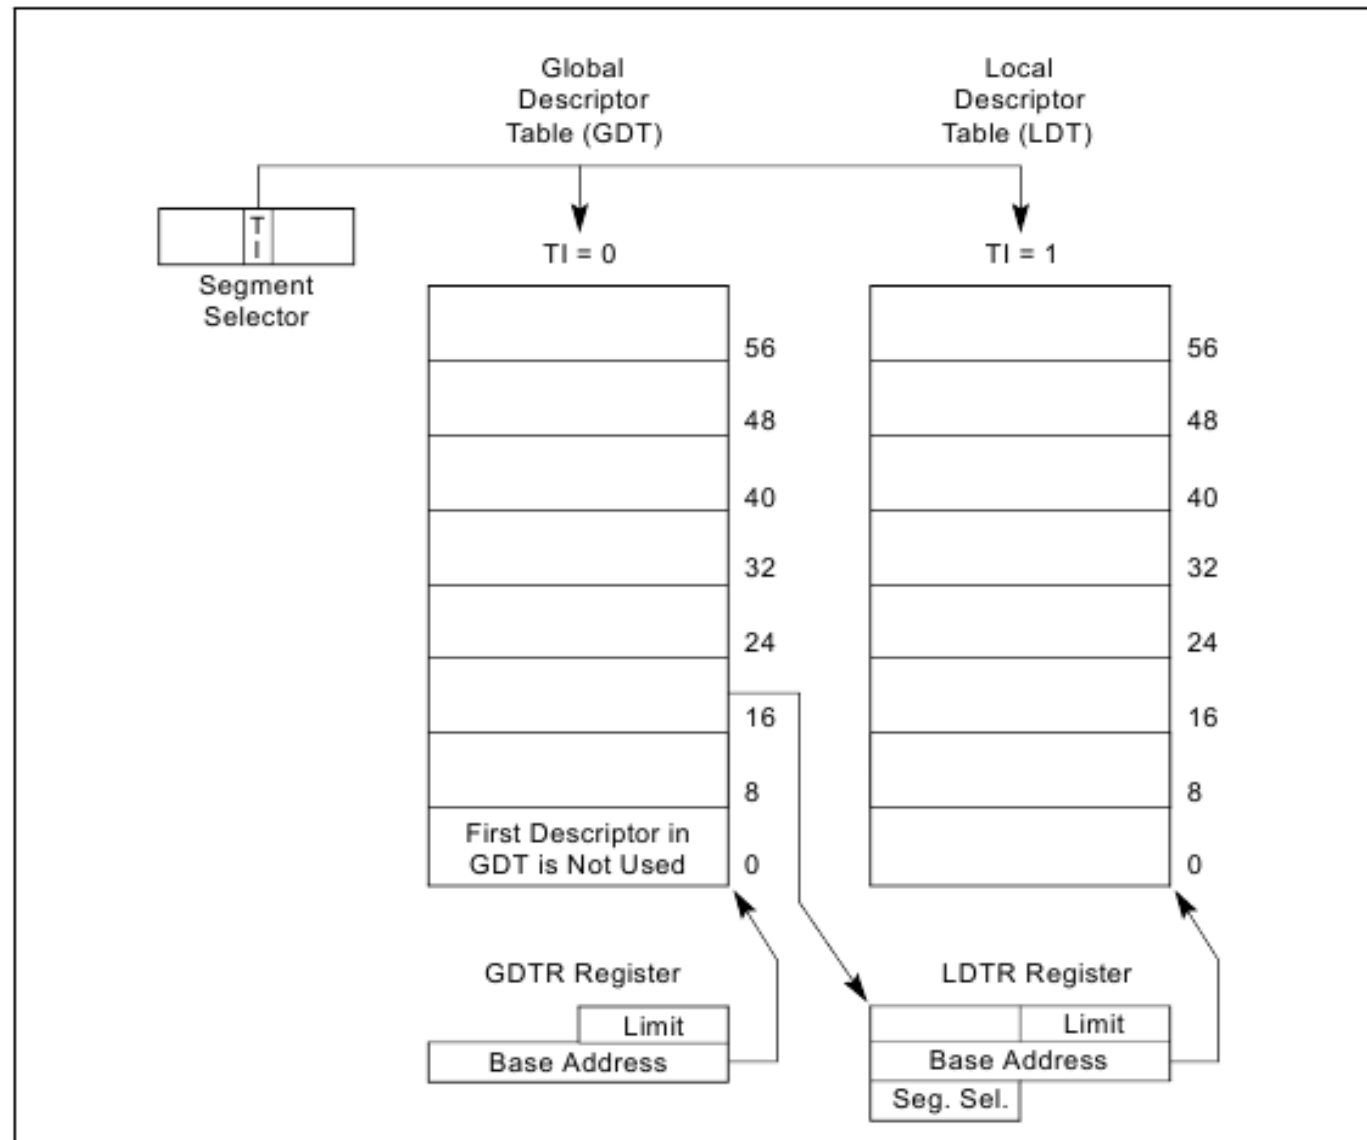 Global
Descriptor
Table (GDT)
Local
Descriptor
Table (LDT)
T
I
Segment
Selector
TI = 0
TI = 1
56
48
40
32
24
16
8
First Descriptor in
GDT is Not Used
0
56
48
40
32
24
16
8
0
GDTR Register
Limit
Base Address
LDTR Register
Limit
Base Address
Seg. Sel.